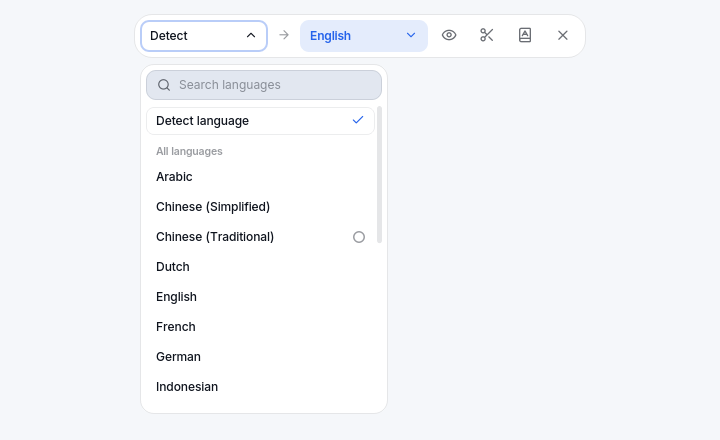 Detect
English
Search languages
Detect language
All languages
Arabic
Chinese (Simplified)
Chinese (Traditional)
Dutch
English
French
German
Indonesian